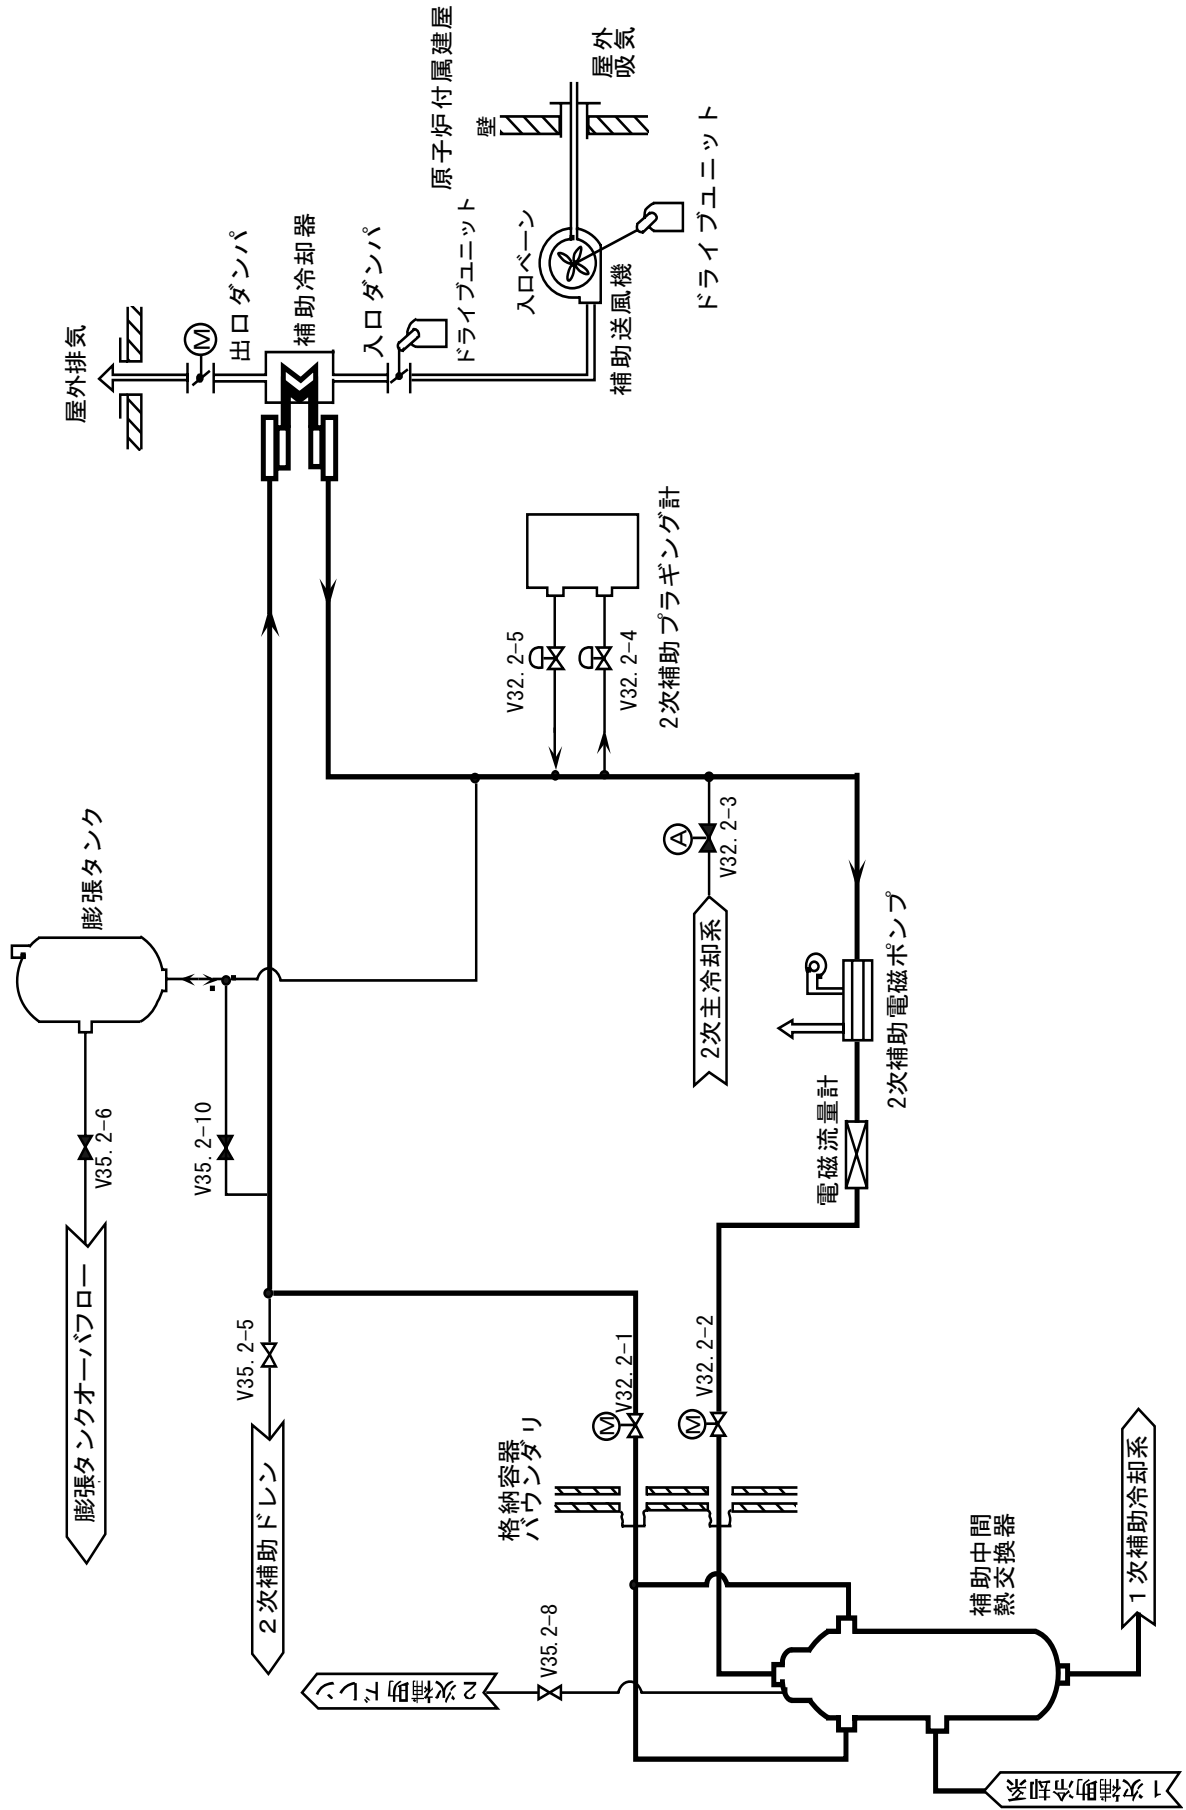 原子炉付属建屋
壁
屋外
吸気
ドライブユニット
入口ベーン
補助送風機
ドライブユニット
入口ダンパ
補助冷却器
出口ダンパ
M
屋外排気
V32.2-5
V32.2-4
2次補助プラギング計
膨張タンク
A
V32.2-3
2次主冷却系
2次補助電磁ポンプ
電磁流量計
V35.2-6
V35.2-10
膨張タンクオーバフロー
V35.2-5
2次補助ドレン
V32.2-1
M
V32.2-2
M
格納容器
バウンダリ
V35.2-8
2次補助ドレン
補助中間
熱交換器
1次補助冷却系
1次補助冷却系